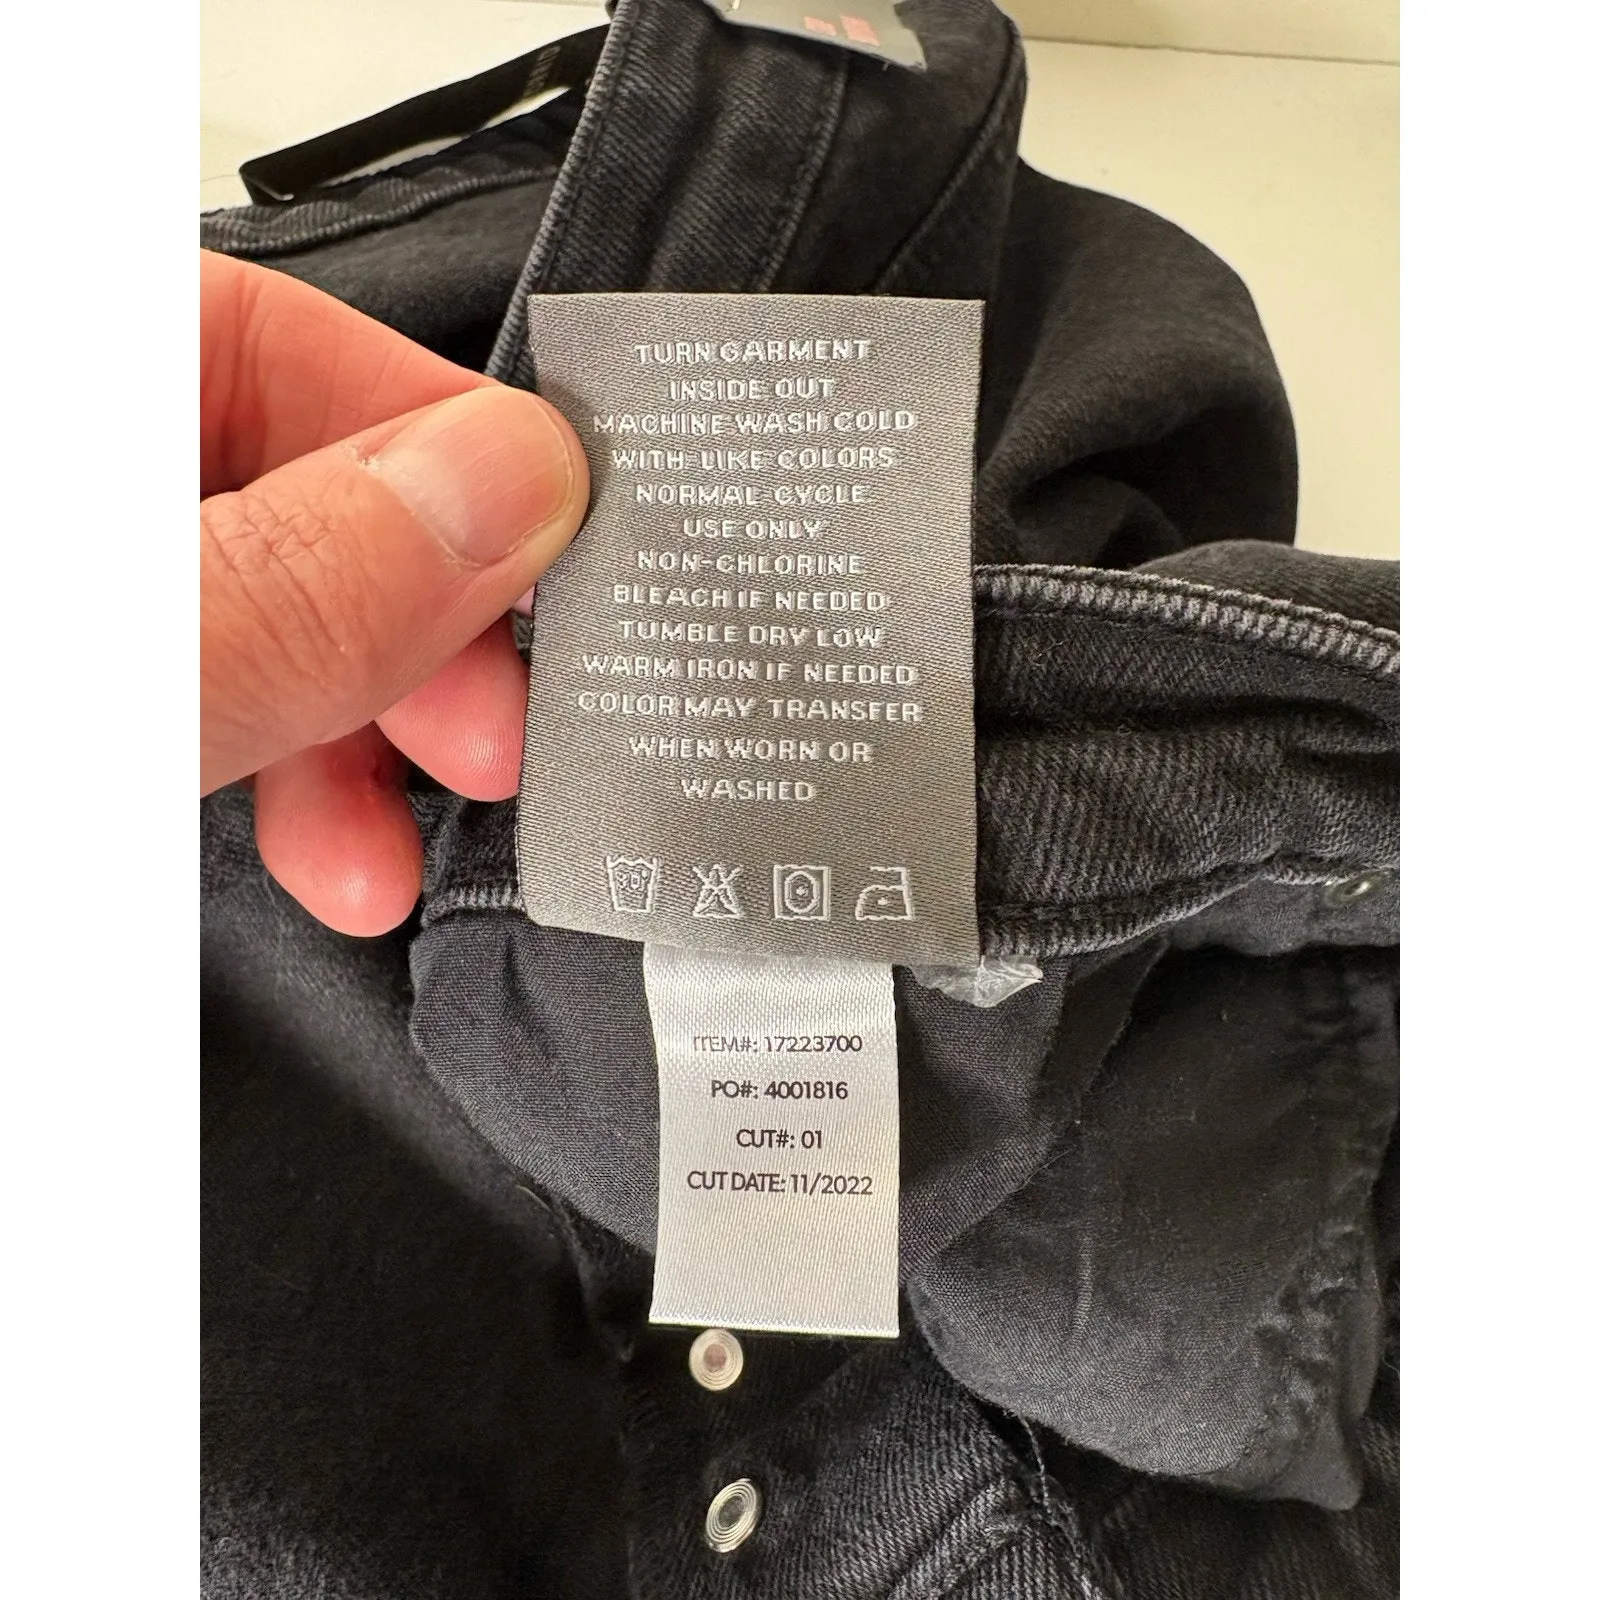 TURN GARMENT
INSIDE OUT
MACHINE WASH COLD
WITH LIKE COLORS
NORMAL CYCLE
USE ONLY
NON-CHLORINE
BLEACH IF NEEDED
TUMBLE DRY LOW
WARM IRON IF NEEDED
COLOR MAY TRANSFER
WHEN WORN OR
WASHED
30°
ITEM#: 17223700
PO#: 4001816
CUT#: 01
CUT DATE: 11/2022